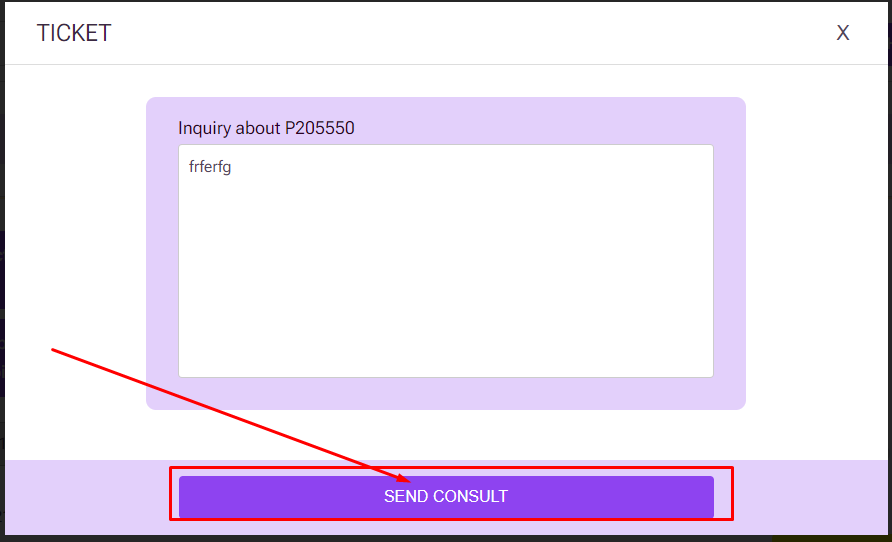 TICKET X
Inquiry about P205550
frferfg
SEND CONSULT